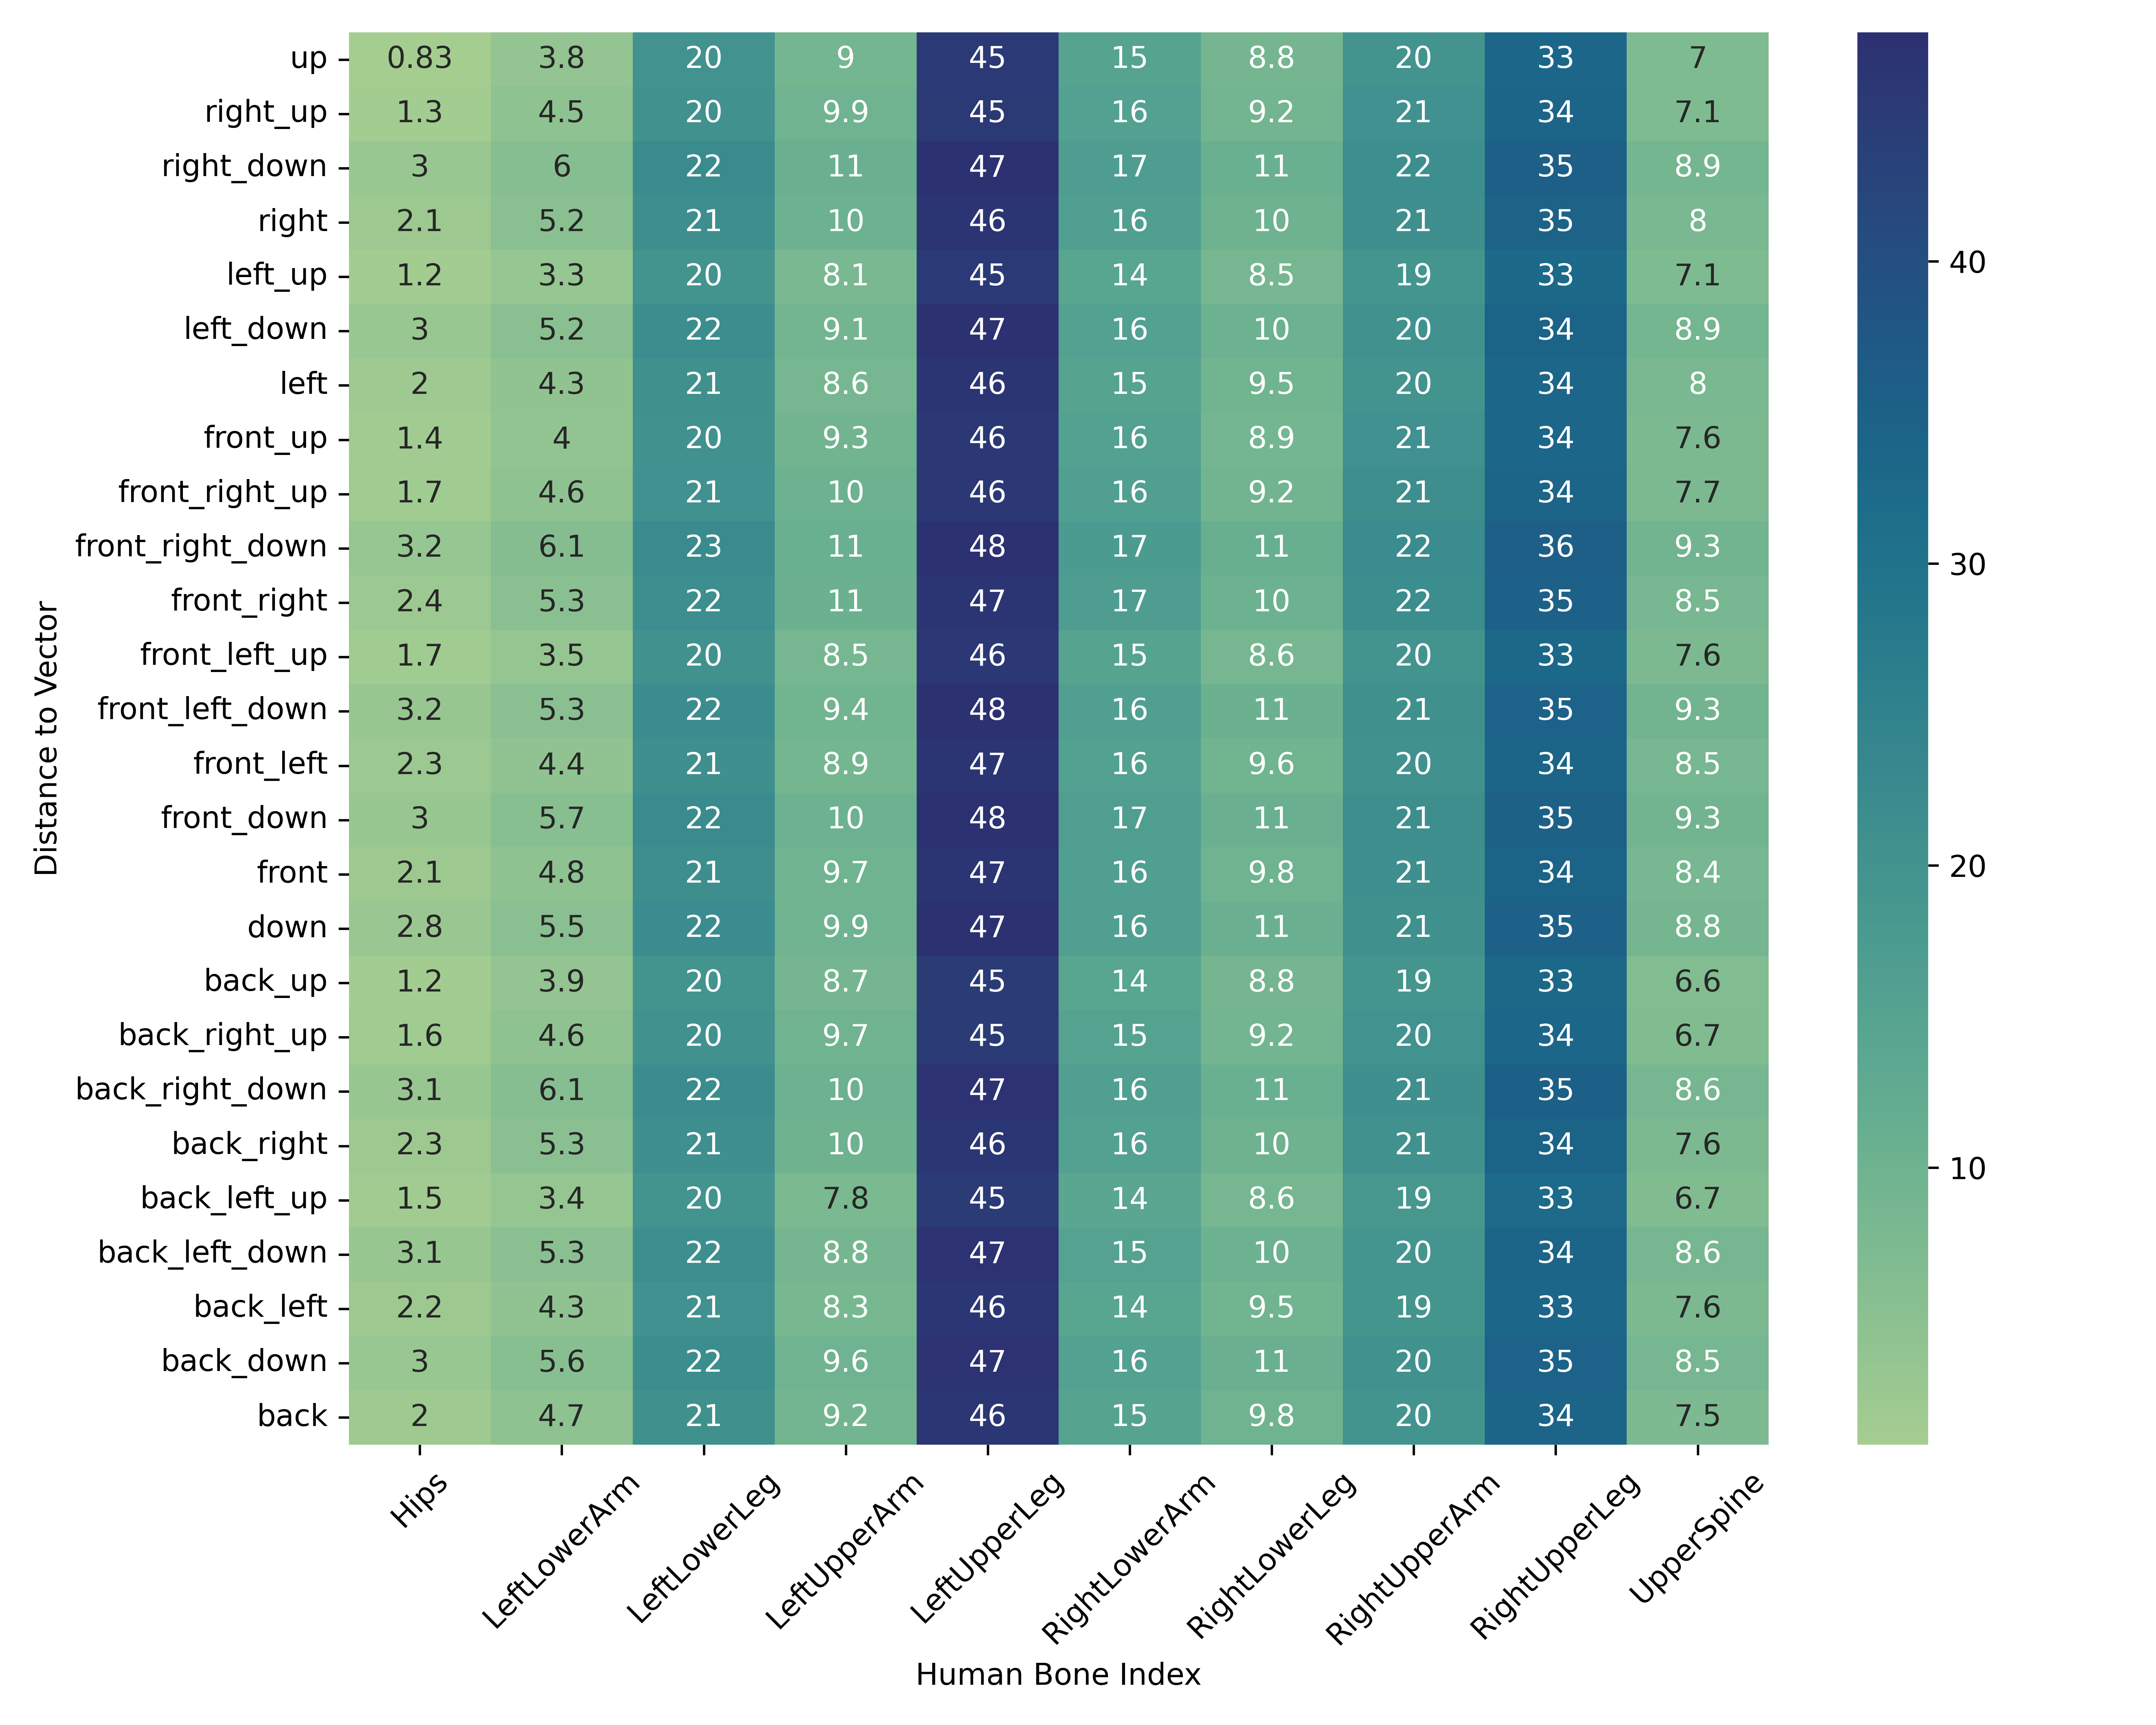 up 0.83 3.8 20 9 45 15 8.8 20 33 7
right_up 1.3 4.5 20 9.9 45 16 9.2 21 34 7.1
right_down 3 6 22 11 47 17 11 22 35 8.9
right 2.1 5.2 21 10 46 16 10 21 35 8
left_up 1.2 3.3 20 8.1 45 14 8.5 19 33 7.1
left_down 3 5.2 22 9.1 47 16 10 20 34 8.9
left 2 4.3 21 8.6 46 15 9.5 20 34 8
front_up 1.4 4 20 9.3 46 16 8.9 21 34 7.6
front_right_up 1.7 4.6 21 10 46 16 9.2 21 34 7.7
front_right_down 3.2 6.1 23 11 48 17 11 22 36 9.3
front_right 2.4 5.3 22 11 47 17 10 22 35 8.5
front_left_up 1.7 3.5 20 8.5 46 15 8.6 20 33 7.6
front_left_down 3.2 5.3 22 9.4 48 16 11 21 35 9.3
front_left 2.3 4.4 21 8.9 47 16 9.6 20 34 8.5
front_down 3 5.7 22 10 48 17 11 21 35 9.3
front 2.1 4.8 21 9.7 47 16 9.8 21 34 8.4
down 2.8 5.5 22 9.9 47 16 11 21 35 8.8
back_up 1.2 3.9 20 8.7 45 14 8.8 19 33 6.6
back_right_up 1.6 4.6 20 9.7 45 15 9.2 20 34 6.7
back_right_down 3.1 6.1 22 10 47 16 11 21 35 8.6
back_right 2.3 5.3 21 10 46 16 10 21 34 7.6
back_left_up 1.5 3.4 20 7.8 45 14 8.6 19 33 6.7
back_left_down 3.1 5.3 22 8.8 47 15 10 20 34 8.6
back_left 2.2 4.3 21 8.3 46 14 9.5 19 33 7.6
back_down 3 5.6 22 9.6 47 16 11 20 35 8.5
back 2 4.7 21 9.2 46 15 9.8 20 34 7.5
Distance to Vector
Hips LeftLowerArm LeftLowerLeg LeftUpperArm LeftUpperLeg RightLowerArm RightLowerLeg RightUpperArm RightUpperLeg UpperSpine
Human Bone Index
40
30
20
10